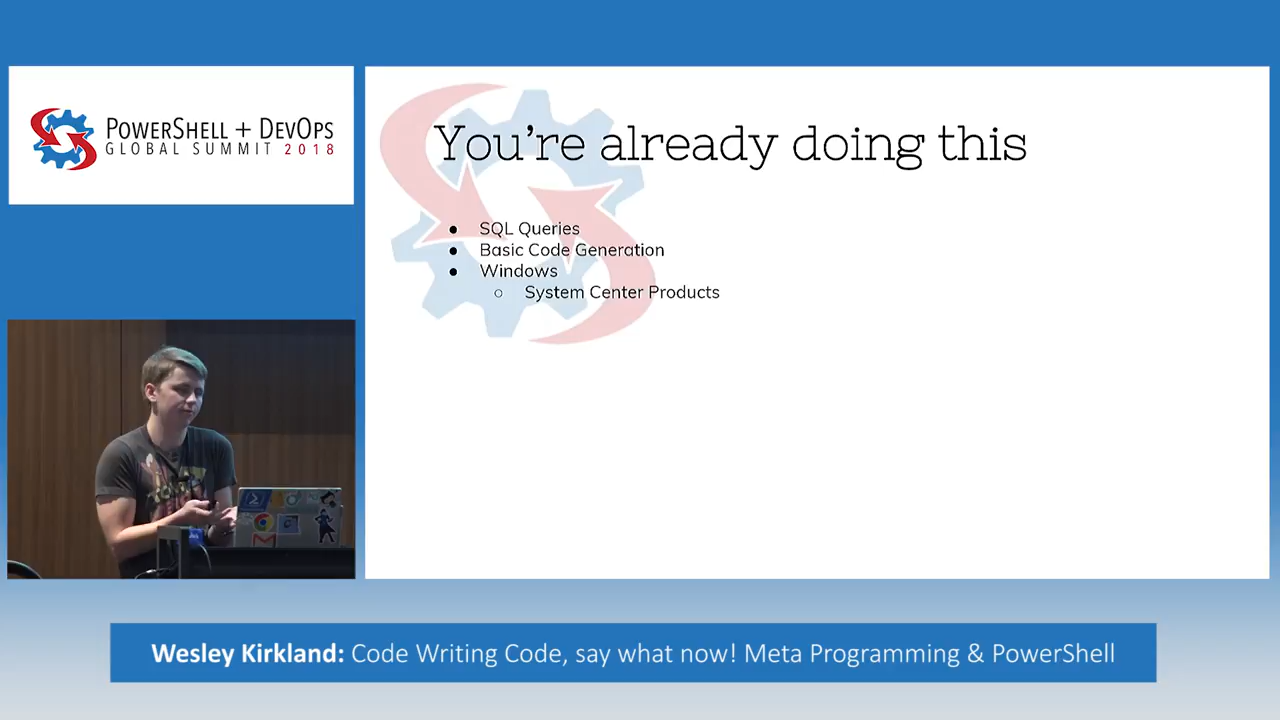 PowerShell + DevOps
Global Summit 2018
You're already doing this
● SQL Queries
● Basic Code Generation
● Windows
○ System Center Products
Wesley Kirkland: Code Writing Code, say what now! Meta Programming & PowerShell